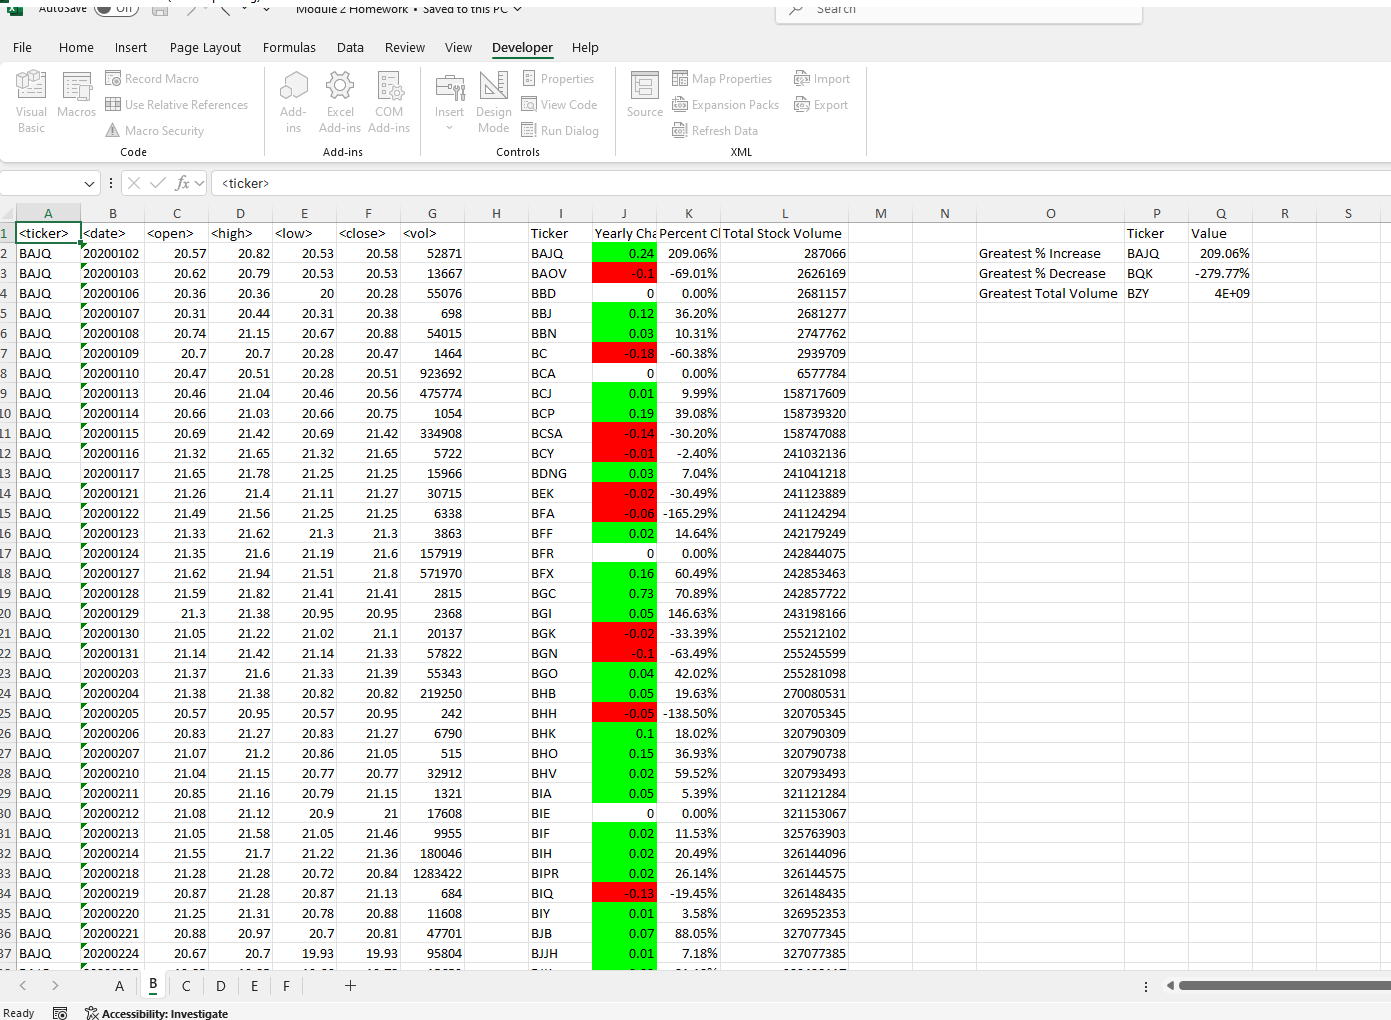 AutoSave Off Module 2 Homework • Saved to this PC Search
File Home Insert Page Layout Formulas Data Review View Developer Help
Visual Basic
Macros
Record Macro
Use Relative References
Macro Security
Code
Add-ins
Excel Add-ins
COM Add-ins
Add-ins
Insert
Design Mode
Properties
View Code
Run Dialog
Controls
Source
Map Properties
Expansion Packs
Refresh Data
Import
Export
XML
fx <ticker>
A B C D E F G H I J K L M N O P Q R S
1 <ticker> <date> <open> <high> <low> <close> <vol> Ticker Yearly Cha Percent Cl Total Stock Volume Ticker Value
2 BAJQ 20200102 20.57 20.82 20.53 20.58 52871 BAJQ 0.24 209.06% 287066 Greatest % Increase BAJQ 209.06%
3 BAJQ 20200103 20.62 20.79 20.53 20.53 13667 BAOV -0.1 -69.01% 2626169 Greatest % Decrease BQK -279.77%
4 BAJQ 20200106 20.36 20.36 20 20.28 55076 BBD 0 0.00% 2681157 Greatest Total Volume BZY 4E+09
5 BAJQ 20200107 20.31 20.44 20.31 20.38 698 BBJ 0.12 36.20% 2681277
6 BAJQ 20200108 20.74 21.15 20.67 20.88 54015 BBN 0.03 10.31% 2747762
7 BAJQ 20200109 20.7 20.7 20.28 20.47 1464 BC -0.18 -60.38% 2939709
8 BAJQ 20200110 20.47 20.51 20.28 20.51 923692 BCA 0 0.00% 6577784
9 BAJQ 20200113 20.46 21.04 20.46 20.56 475774 BCJ 0.01 9.99% 158717609
10 BAJQ 20200114 20.66 21.03 20.66 20.75 1054 BCP 0.19 39.08% 158739320
11 BAJQ 20200115 20.69 21.42 20.69 21.42 334908 BCSA -0.14 -30.20% 158747088
12 BAJQ 20200116 21.32 21.65 21.32 21.65 5722 BCY -0.01 -2.40% 241032136
13 BAJQ 20200117 21.65 21.78 21.25 21.25 15966 BDNG 0.03 7.04% 241041218
14 BAJQ 20200121 21.26 21.4 21.11 21.27 30715 BEK -0.02 -30.49% 241123889
15 BAJQ 20200122 21.49 21.56 21.25 21.25 6338 BFA -0.06 -165.29% 241124294
16 BAJQ 20200123 21.33 21.62 21.3 21.3 3863 BFF 0.02 14.64% 242179249
17 BAJQ 20200124 21.35 21.6 21.19 21.6 157919 BFR 0 0.00% 242844075
18 BAJQ 20200127 21.62 21.94 21.51 21.8 571970 BFX 0.16 60.49% 242853463
19 BAJQ 20200128 21.59 21.82 21.41 21.41 2815 BGC 0.73 70.89% 242857722
20 BAJQ 20200129 21.3 21.38 20.95 20.95 2368 BGI 0.05 146.63% 243198166
21 BAJQ 20200130 21.05 21.22 21.02 21.1 20137 BGK -0.02 -33.39% 255212102
22 BAJQ 20200131 21.14 21.42 21.14 21.33 57822 BGN -0.1 -63.49% 255245599
23 BAJQ 20200203 21.37 21.6 21.33 21.39 55343 BGO 0.04 42.02% 255281098
24 BAJQ 20200204 21.38 21.38 20.82 20.82 219250 BHB 0.05 19.63% 270080531
25 BAJQ 20200205 20.57 20.95 20.57 20.95 242 BHH -0.05 -138.50% 320705345
26 BAJQ 20200206 20.83 21.27 20.83 21.27 6790 BHK 0.1 18.02% 320790309
27 BAJQ 20200207 21.07 21.2 20.86 21.05 515 BHO 0.15 36.93% 320790738
28 BAJQ 20200210 21.04 21.15 20.77 20.77 32912 BHV 0.02 59.52% 320793493
29 BAJQ 20200211 20.85 21.16 20.79 21.15 1321 BIA 0.05 5.39% 321121284
30 BAJQ 20200212 21.08 21.12 20.9 21 17608 BIE 0 0.00% 321153067
31 BAJQ 20200213 21.05 21.58 21.05 21.46 9955 BIF 0.02 11.53% 325763903
32 BAJQ 20200214 21.55 21.7 21.22 21.36 180046 BIH 0.02 20.49% 326144096
33 BAJQ 20200218 21.28 21.28 20.72 20.84 1283422 BIPR 0.02 26.14% 326144575
34 BAJQ 20200219 20.87 21.28 20.87 21.13 684 BIQ -0.13 -19.45% 326148435
35 BAJQ 20200220 21.25 21.31 20.78 20.88 11608 BIY 0.01 3.58% 326952353
36 BAJQ 20200221 20.88 20.97 20.7 20.81 47701 BJB 0.07 88.05% 327077345
37 BAJQ 20200224 20.67 20.7 19.93 19.93 95804 BJJH 0.01 7.18% 327077385
A B C D E F
Ready Accessibility: Investigate